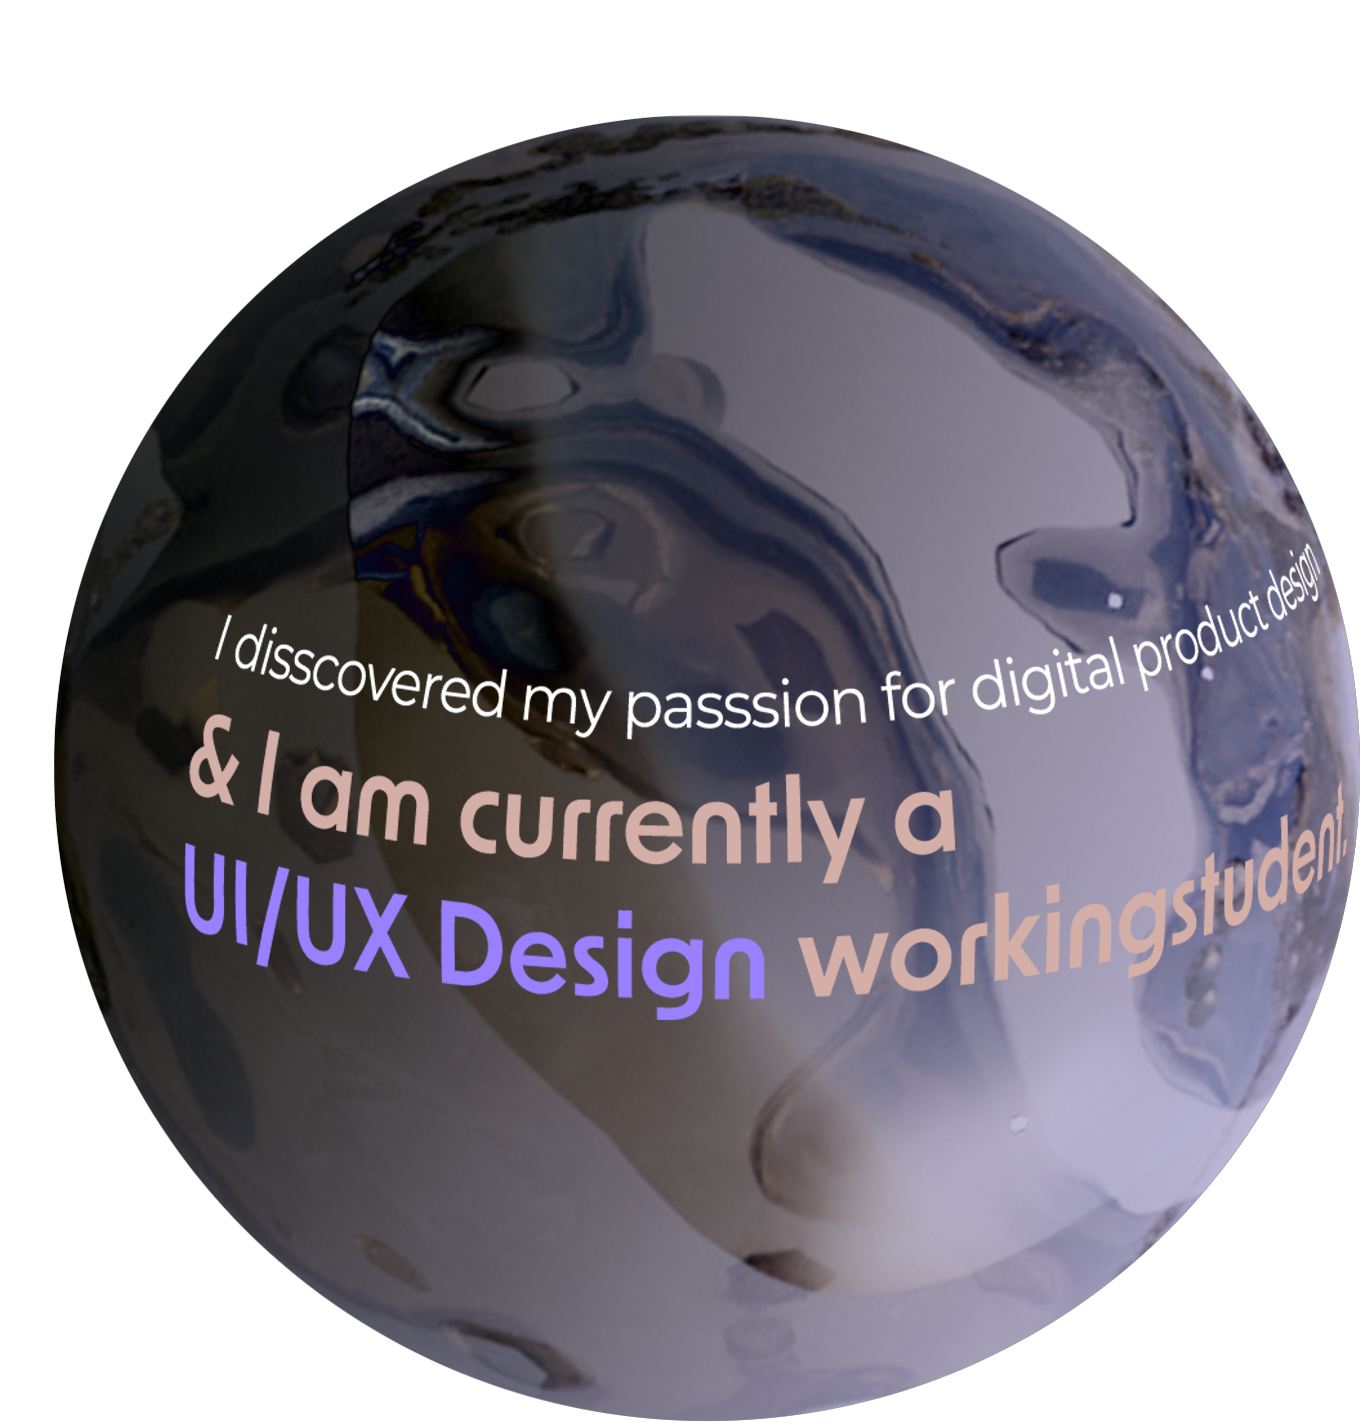 I disscovered my passsion for digital product design
& I am currently a
UI/UX Design workingstudent.